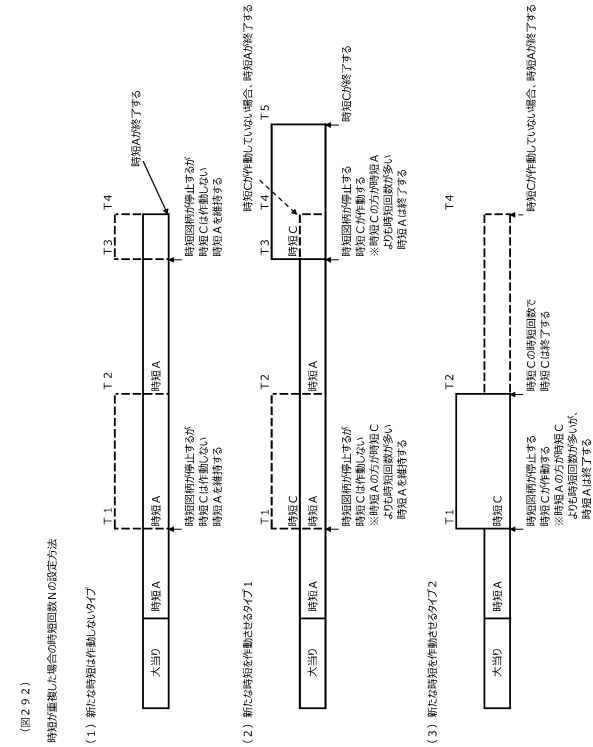 （図２９２）
時短が重複した場合の時短回数Ｎの設定方法
（１）新たな時短は作動しないタイプ
Ｔ１
Ｔ２
Ｔ３
Ｔ４
時短Aが終了する
大当り
時短Ａ
時短Ａ
時短Ａ
時短図柄が停止するが
時短Ｃは作動しない
時短Ａを維持する
時短図柄が停止するが
時短Ｃは作動しない
時短Ａを維持する
（２）新たな時短を作動させるタイプ１
Ｔ１
Ｔ２
Ｔ３
Ｔ４
Ｔ５
時短Cが作動していない場合、時短Aが終了する
時短Ｃ
時短Ｃ
大当り
時短Ａ
時短Ａ
時短Ａ
時短図柄が停止するが
時短Ｃは作動しない
※時短Ａの方が時短Ｃ
よりも時短回数が多い
時短Ａを維持する
時短図柄が停止する
時短Ｃが作動する
※時短Ｃの方が時短Ａ
よりも時短回数が多い
時短Ａは終了する
時短Cが終了する
（３）新たな時短を作動させるタイプ２
Ｔ１
Ｔ２
Ｔ４
大当り
時短Ａ
時短Ｃ
時短図柄が停止する
時短Ｃが作動する
※時短Ａの方が時短Ｃ
よりも時短回数が多いが、
時短Ａは終了する
時短Ｃの時短回数で
時短Ｃは終了する
時短Cが作動していない場合、時短Aが終了する